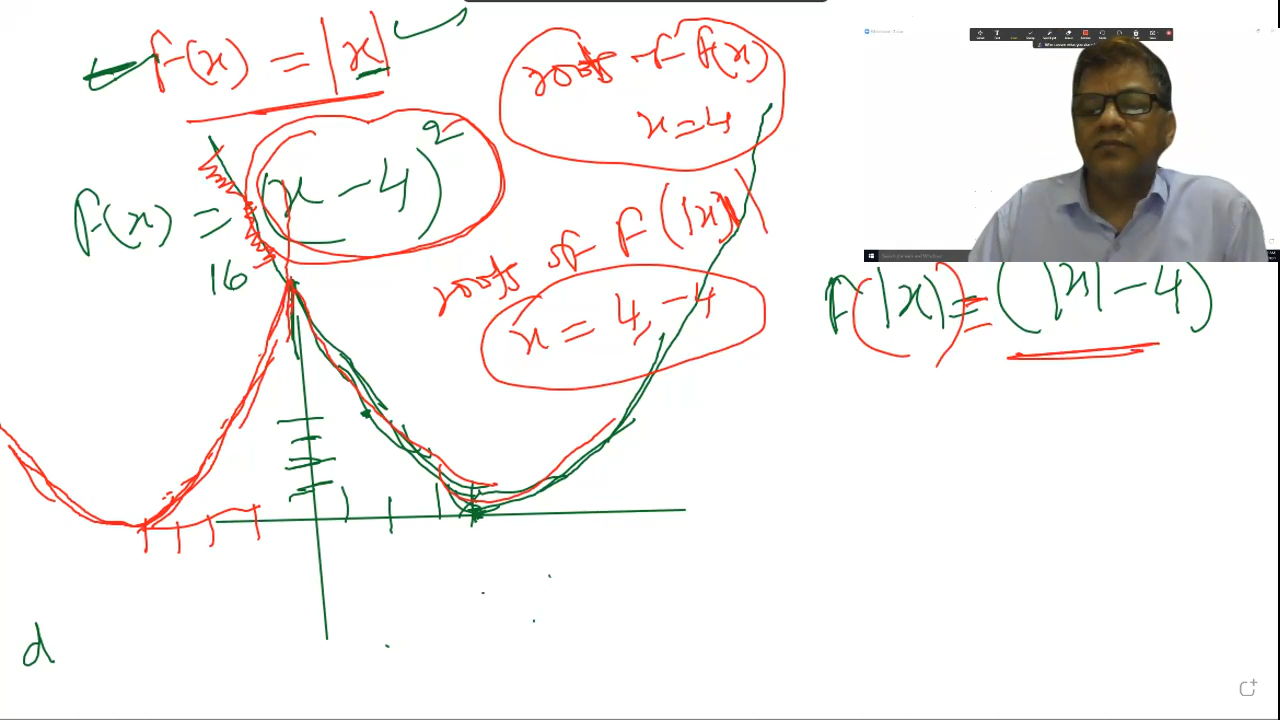 f(x) = |x|
roots of f(x)
x = 4
f(x) = (x - 4)²
16
roots of f(|x|)
x = 4, -4
f(|x|) = (|x| - 4)
d